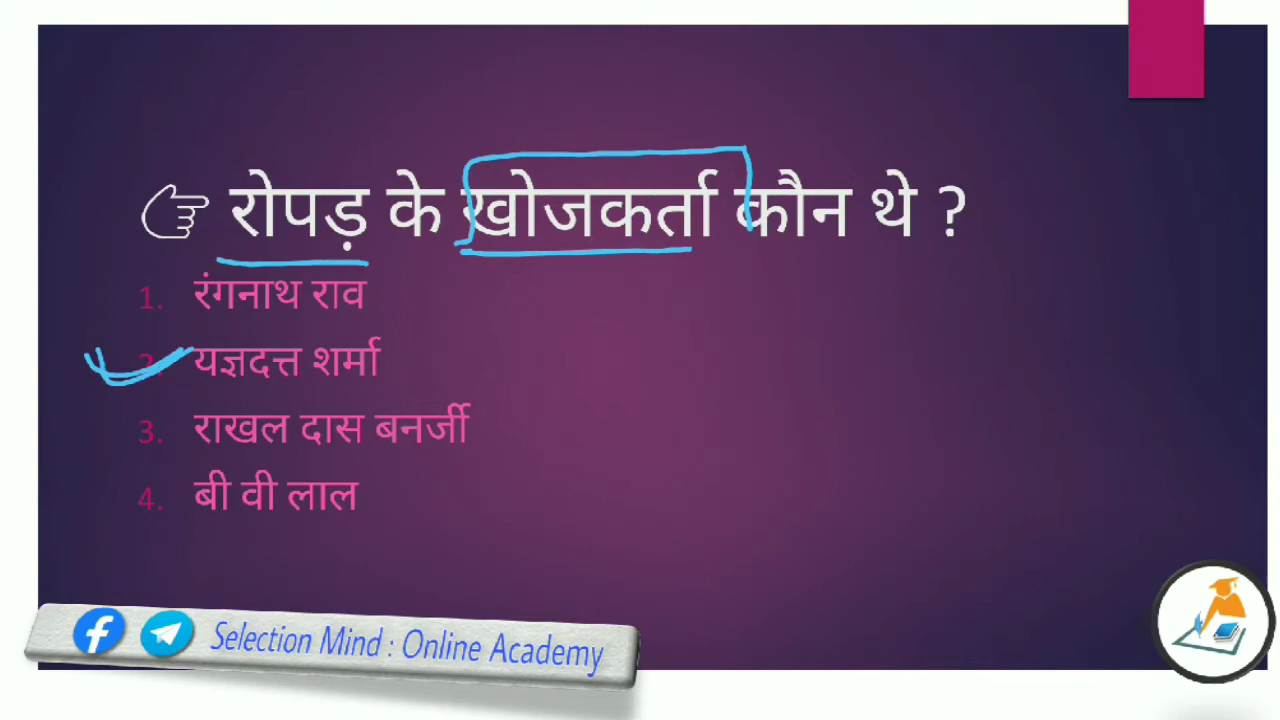 रोपड़ के खोजकर्ता कौन थे ?
1. रंगनाथ राव
2. यज्ञदत्त शर्मा
3. राखल दास बनर्जी
4. बी वी लाल
Selection Mind : Online Academy